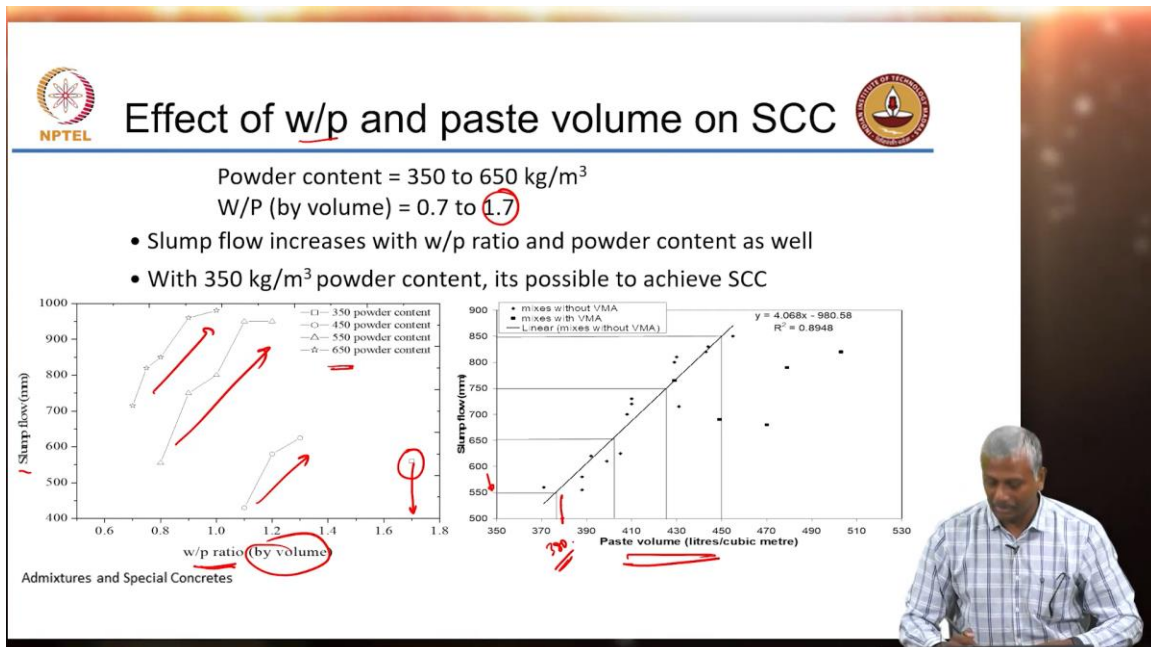 NPTEL
Effect of w/p and paste volume on SCC
INDIAN INSTITUTE OF TECHNOLOGY MADRAS
Powder content = 350 to 650 kg/m³
W/P (by volume) = 0.7 to 1.7
• Slump flow increases with w/p ratio and powder content as well
• With 350 kg/m³ powder content, its possible to achieve SCC
1000
900
800
700
600
500
400
Slump flow(mm)
350 powder content
450 powder content
550 powder content
650 powder content
0.6 0.8 1.0 1.2 1.4 1.6 1.8
w/p ratio (by volume)
900
850
800
750
700
650
600
550
500
Slump flow(mm)
mixes without VMA
mixes with VMA
Linear (mixes without VMA)
y = 4.068x - 980.58
R² = 0.8948
350 370 390 410 430 450 470 490 510 530
380
Paste volume (litres/cubic metre)
Admixtures and Special Concretes